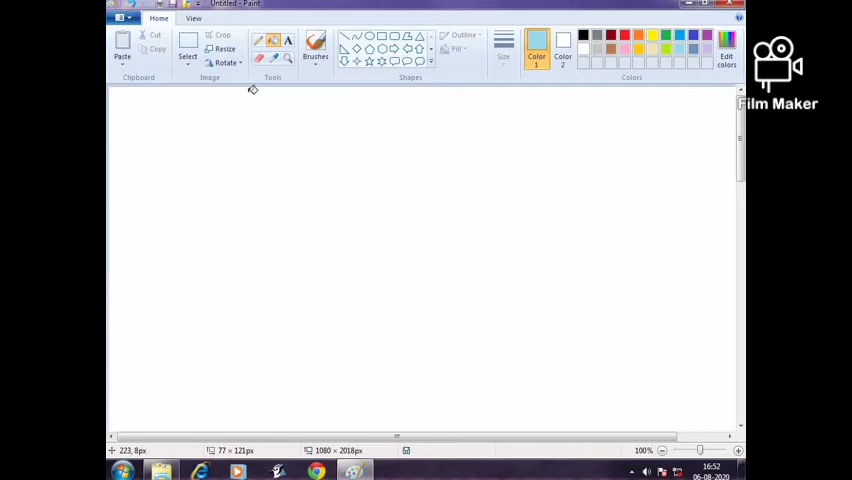 Untitled - Paint
Home
View
Paste
Cut
Copy
Clipboard
Select
Crop
Resize
Rotate
Image
A
Tools
Brushes
Shapes
Outline
Fill
Size
Color
1
Color
2
Edit
colors
Colors
Film Maker
223, 8px
77 × 121px
1080 × 2018px
100%
16:52
06-08-2020